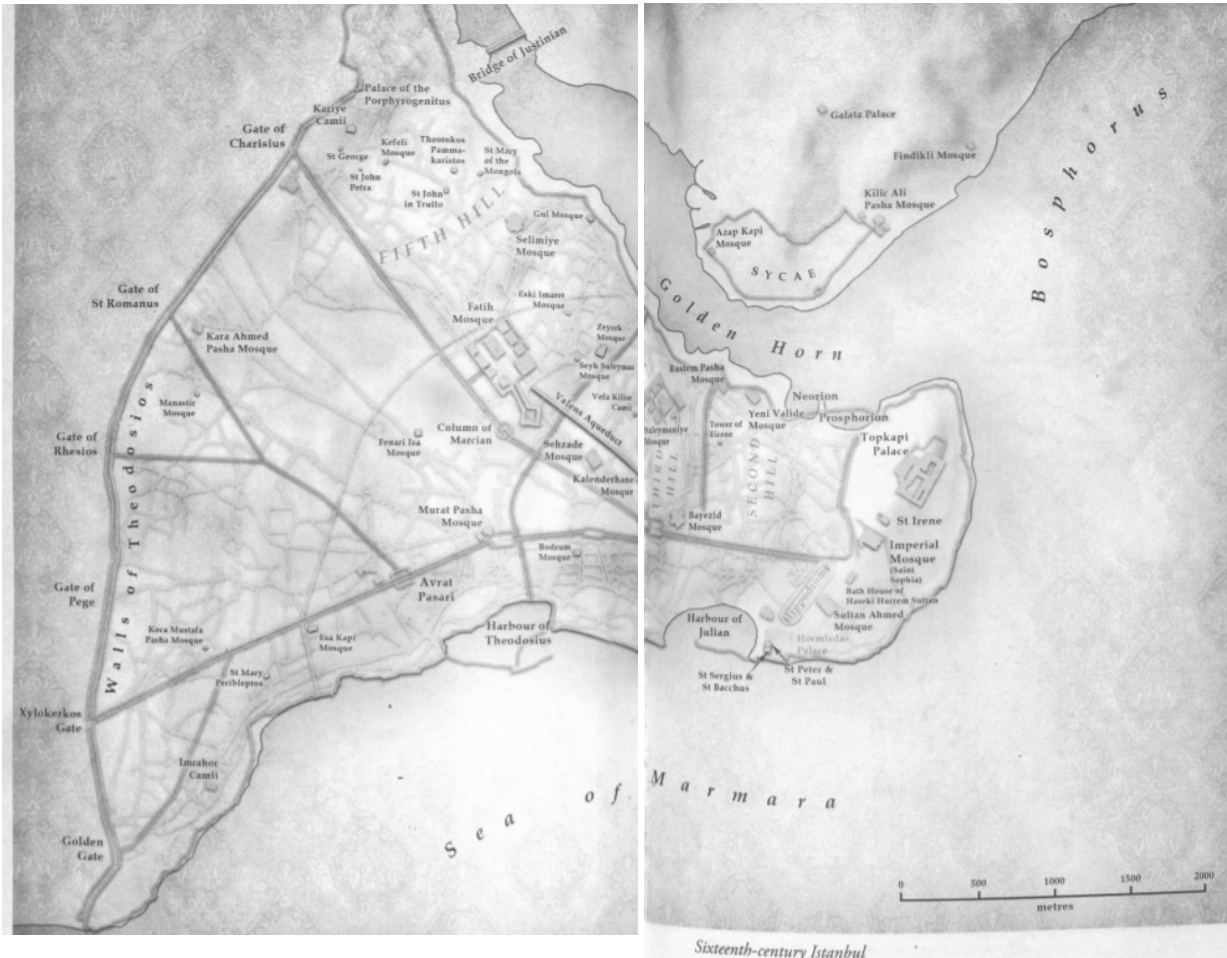 Bridge of Justinian
Palace of the
Porphyrogenitus
Kariye
Camii
Gate of
Charisius
St George
Kefeli
Mosque
Theotokos
Pamma-
karistos
St Mary
of the
Mongols
St John
Petra
St John
in Trullo
FIFTH HILL
Gul Mosque
Selimiye
Mosque
Gate of
St Romanus
Eski Imaret
Mosque
Fatih
Mosque
Zeyrek
Mosque
Kara Ahmed
Pasha Mosque
Seyh Suleyman
Mosque
Vefa Kilise
Camii
Valens Aqueduct
Manastir
Mosque
Walls of Theodosios
Gate of
Rhesios
Fenari Isa
Mosque
Column of
Marcian
Sehzade
Mosque
Kalenderhane
Mosque
Murat Pasha
Mosque
Bodrum
Mosque
Avrat
Pasari
Gate of
Pege
Koca Mustafa
Pasha Mosque
Esa Kapi
Mosque
Harbour of
Theodosius
St Mary
Peribleptos
Xylokerkos
Gate
Imrahor
Camii
Golden
Gate
Sea of
Galata Palace
Findikli Mosque
Kilic Ali
Pasha Mosque
Azap Kapi
Mosque
SYCAE
Bosphorus
Golden Horn
Rustem Pasha
Mosque
Neorion
Yeni Valide
Mosque
Prosphorion
Suleymaniye
Mosque
Tower of
Eirene
Topkapi
Palace
THIRD
HILL
SECOND
HILL
Bayezid
Mosque
St Irene
Imperial
Mosque
(Saint
Sophia)
Hippodrome
Bath House of
Haseki Hurrem Sultan
Sultan Ahmed
Mosque
Harbour of
Julian
Hormisdas
Palace
St Sergius &
St Bacchus
St Peter &
St Paul
Marmara
0 500 1000 1500 2000
metres
Sixteenth-century Istanbul